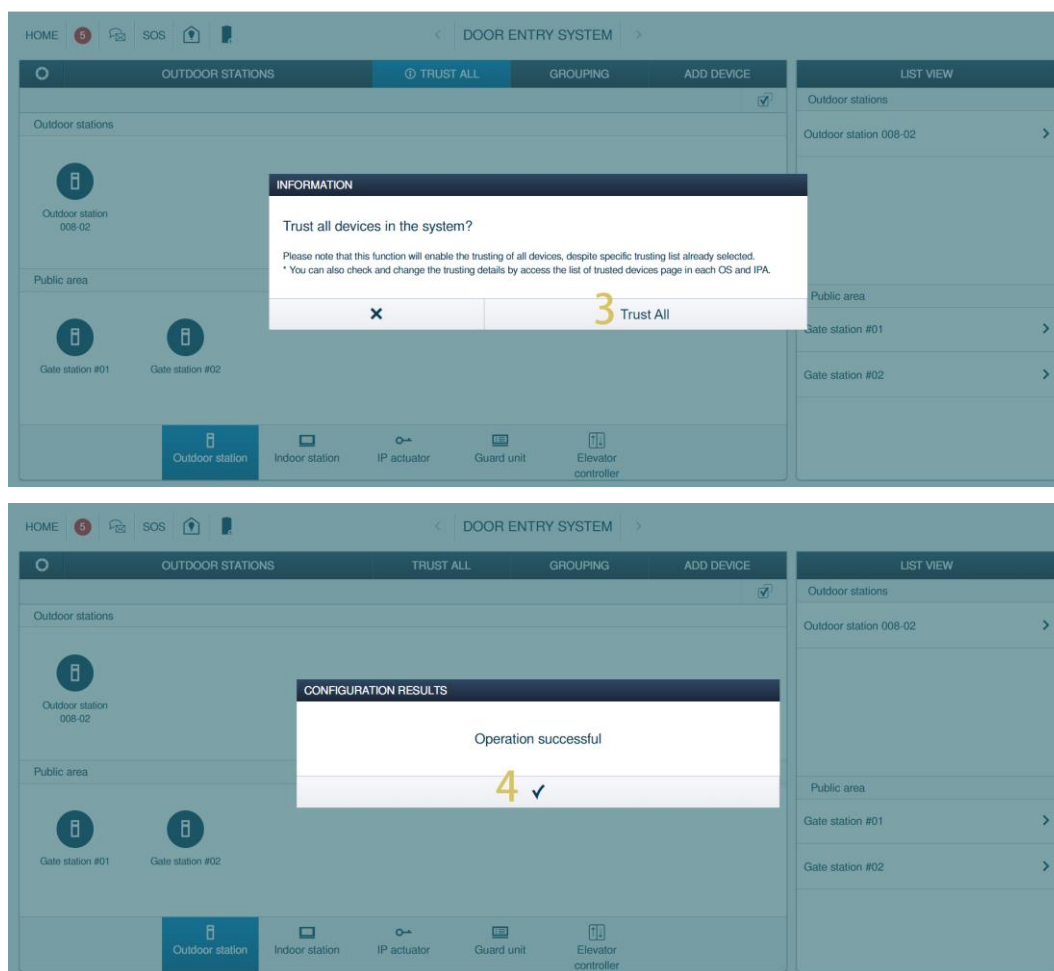 HOME 5 SOS < DOOR ENTRY SYSTEM >
OUTDOOR STATIONS TRUST ALL GROUPING ADD DEVICE LIST VIEW
Outdoor stations
Outdoor stations
Outdoor station 008-02
Outdoor station
008-02
INFORMATION
Trust all devices in the system?
Please note that this function will enable the trusting of all devices, despite specific trusting list already selected.
* You can also check and change the trusting details by access the list of trusted devices page in each OS and IPA.
3 Trust All
Public area
Gate station #01
Gate station #02
Public area
Gate station #01
Gate station #02
Outdoor station
Indoor station
IP actuator
Guard unit
Elevator
controller
HOME 5 SOS < DOOR ENTRY SYSTEM >
OUTDOOR STATIONS TRUST ALL GROUPING ADD DEVICE LIST VIEW
Outdoor stations
Outdoor stations
Outdoor station 008-02
Outdoor station
008-02
CONFIGURATION RESULTS
Operation successful
4
Public area
Gate station #01
Gate station #02
Public area
Gate station #01
Gate station #02
Outdoor station
Indoor station
IP actuator
Guard unit
Elevator
controller